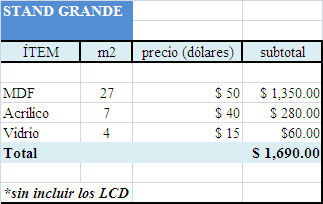 STAND GRANDE
ÍTEM m2 precio (dólares) subtotal
MDF 27 $ 50 $ 1,350.00
Acrílico 7 $ 40 $ 280.00
Vidrio 4 $ 15 $60.00
Total $ 1,690.00
*sin incluir los LCD